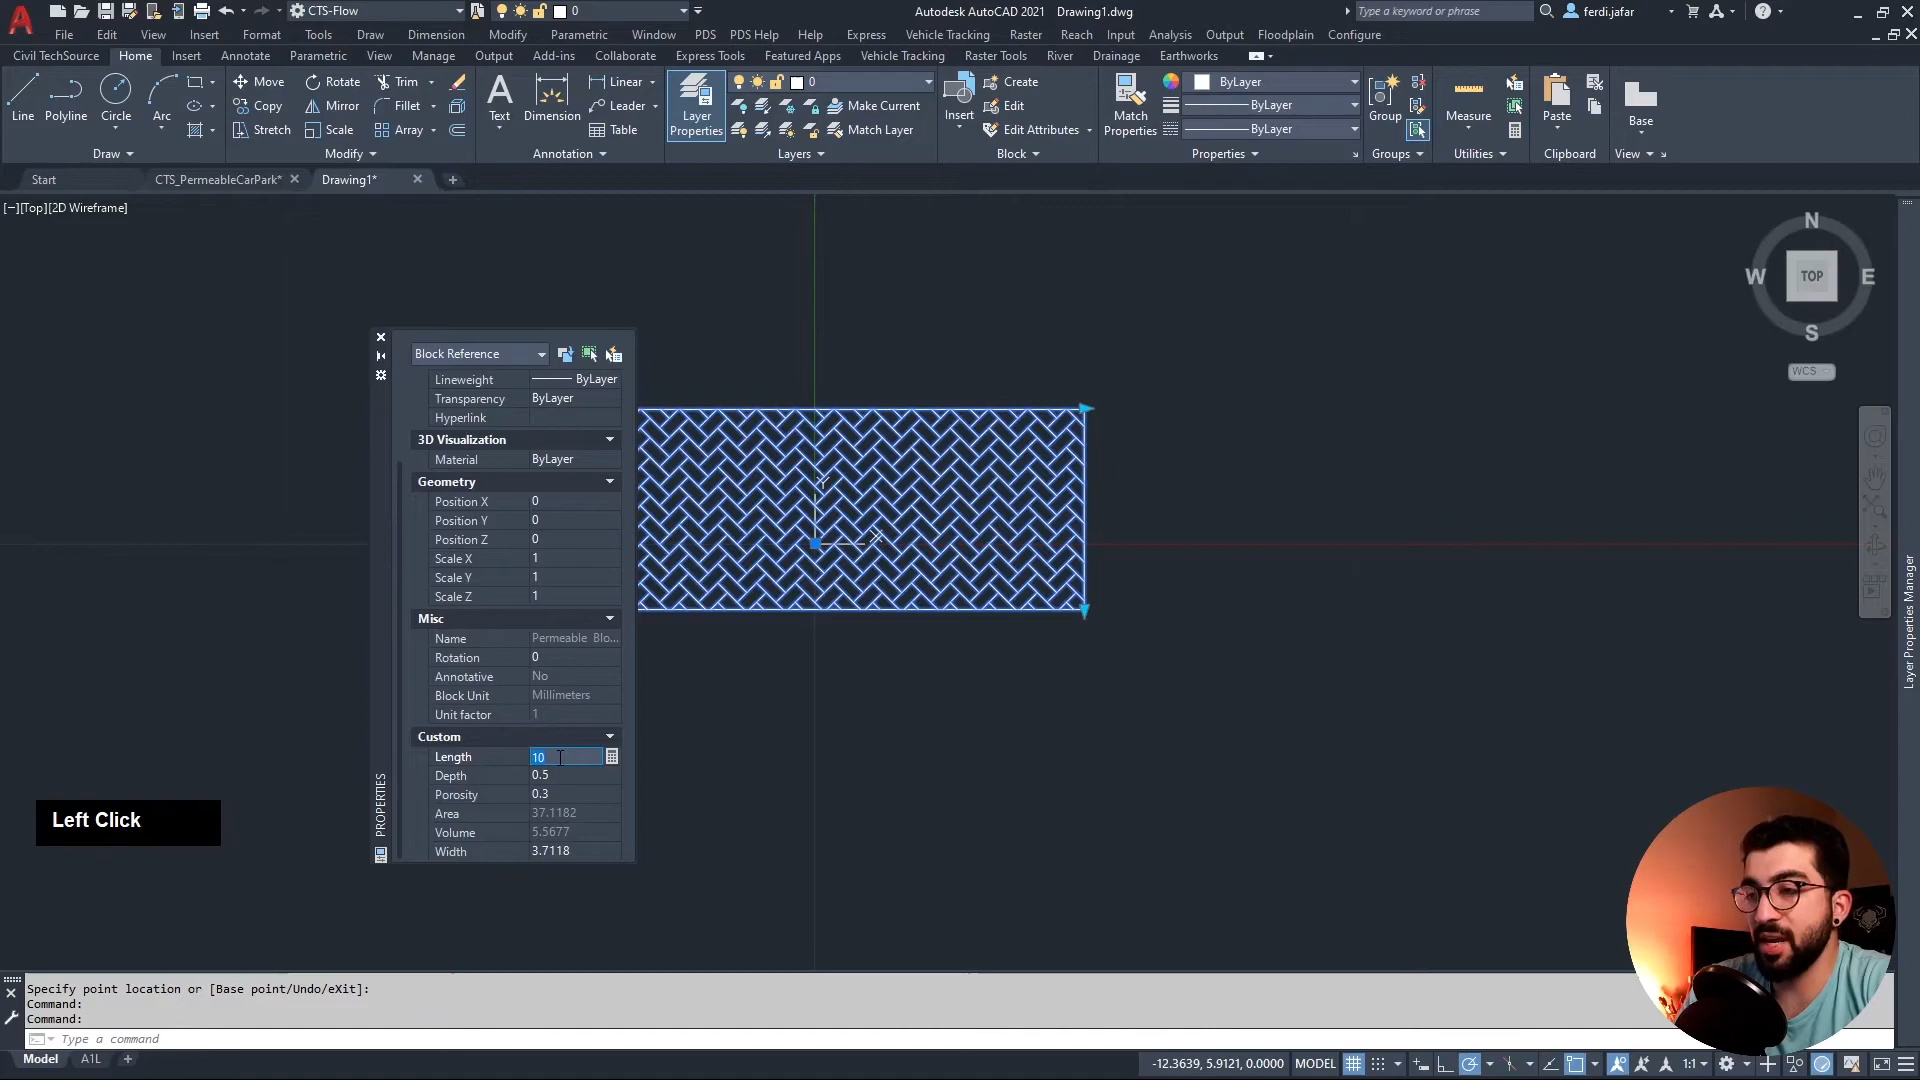 CTS-Flow
0
Autodesk AutoCAD 2021 Drawing1.dwg
Type a keyword or phrase
ferdi.jafar
File Edit View Insert Format Tools Draw Dimension Modify Parametric Window PDS PDS Help Help Express Vehicle Tracking Raster Reach Input Analysis Output Floodplain Configure
Civil TechSource Home Insert Annotate Parametric View Manage Output Add-ins Collaborate Express Tools Featured Apps Vehicle Tracking Raster Tools River Drainage Earthworks
Line Polyline Circle Arc
Move Rotate Trim
Copy Mirror Fillet
Stretch Scale Array
Text Dimension
Linear
Leader
Table
Layer Properties
0
Make Current
Match Layer
Insert
Create
Edit
Edit Attributes
Match Properties
ByLayer
ByLayer
ByLayer
Group
Measure
Paste
Base
Draw Modify Annotation Layers Block Properties Groups Utilities Clipboard View
Start CTS_PermeableCarPark* Drawing1*
[−][Top][2D Wireframe]
N
W TOP E
S
WCS
Block Reference
Lineweight ByLayer
Transparency ByLayer
Hyperlink
3D Visualization
Material ByLayer
Geometry
Position X 0
Position Y 0
Position Z 0
Scale X 1
Scale Y 1
Scale Z 1
Misc
Name Permeable Blo...
Rotation 0
Annotative No
Block Unit Millimeters
Unit factor 1
Custom
Length 10
Depth 0.5
Porosity 0.3
Area 37.1182
Volume 5.5677
Width 3.7118
PROPERTIES
Y
X
Layer Properties Manager
Left Click
Specify point location or [Base point/Undo/eXit]:
Command:
Command:
Type a command
Model A1L
-12.3639, 5.9121, 0.0000 MODEL 1:1